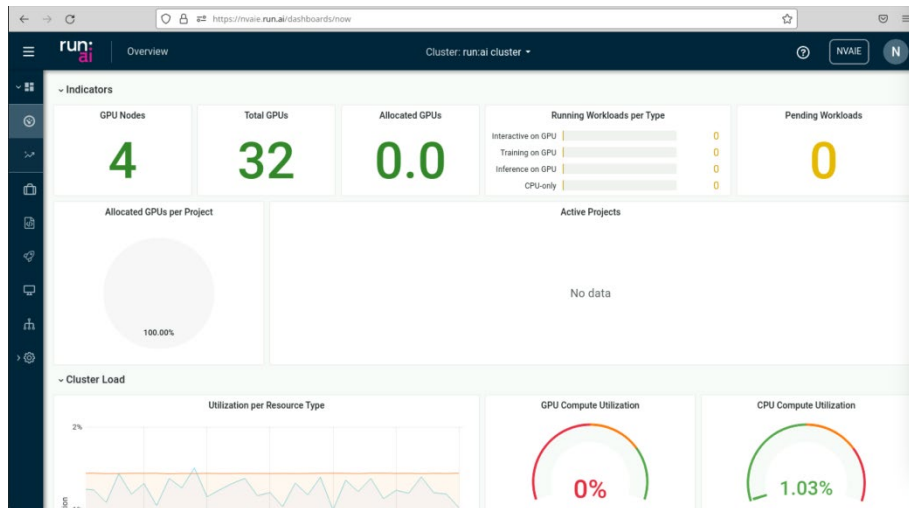 https://nvaie.run.ai/dashboards/now
run:
ai
Overview
Cluster: run:ai cluster
NVAIE
N
Indicators
GPU Nodes
4
Total GPUs
32
Allocated GPUs
0.0
Running Workloads per Type
Interactive on GPU 0
Training on GPU 0
Inference on GPU 0
CPU-only 0
Pending Workloads
0
Allocated GPUs per Project
100.00%
Active Projects
No data
Cluster Load
Utilization per Resource Type
2%
GPU Compute Utilization
0%
CPU Compute Utilization
1.03%